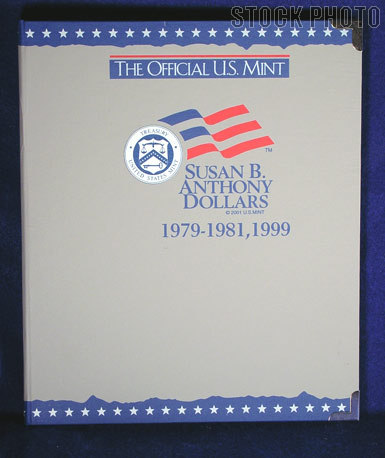 STOCK PHOTO
THE OFFICIAL U.S. MINT
TREASURY
UNITED STATES MINT
TM
SUSAN B.
ANTHONY
DOLLARS
© 2001 U.S.MINT
1979-1981,1999